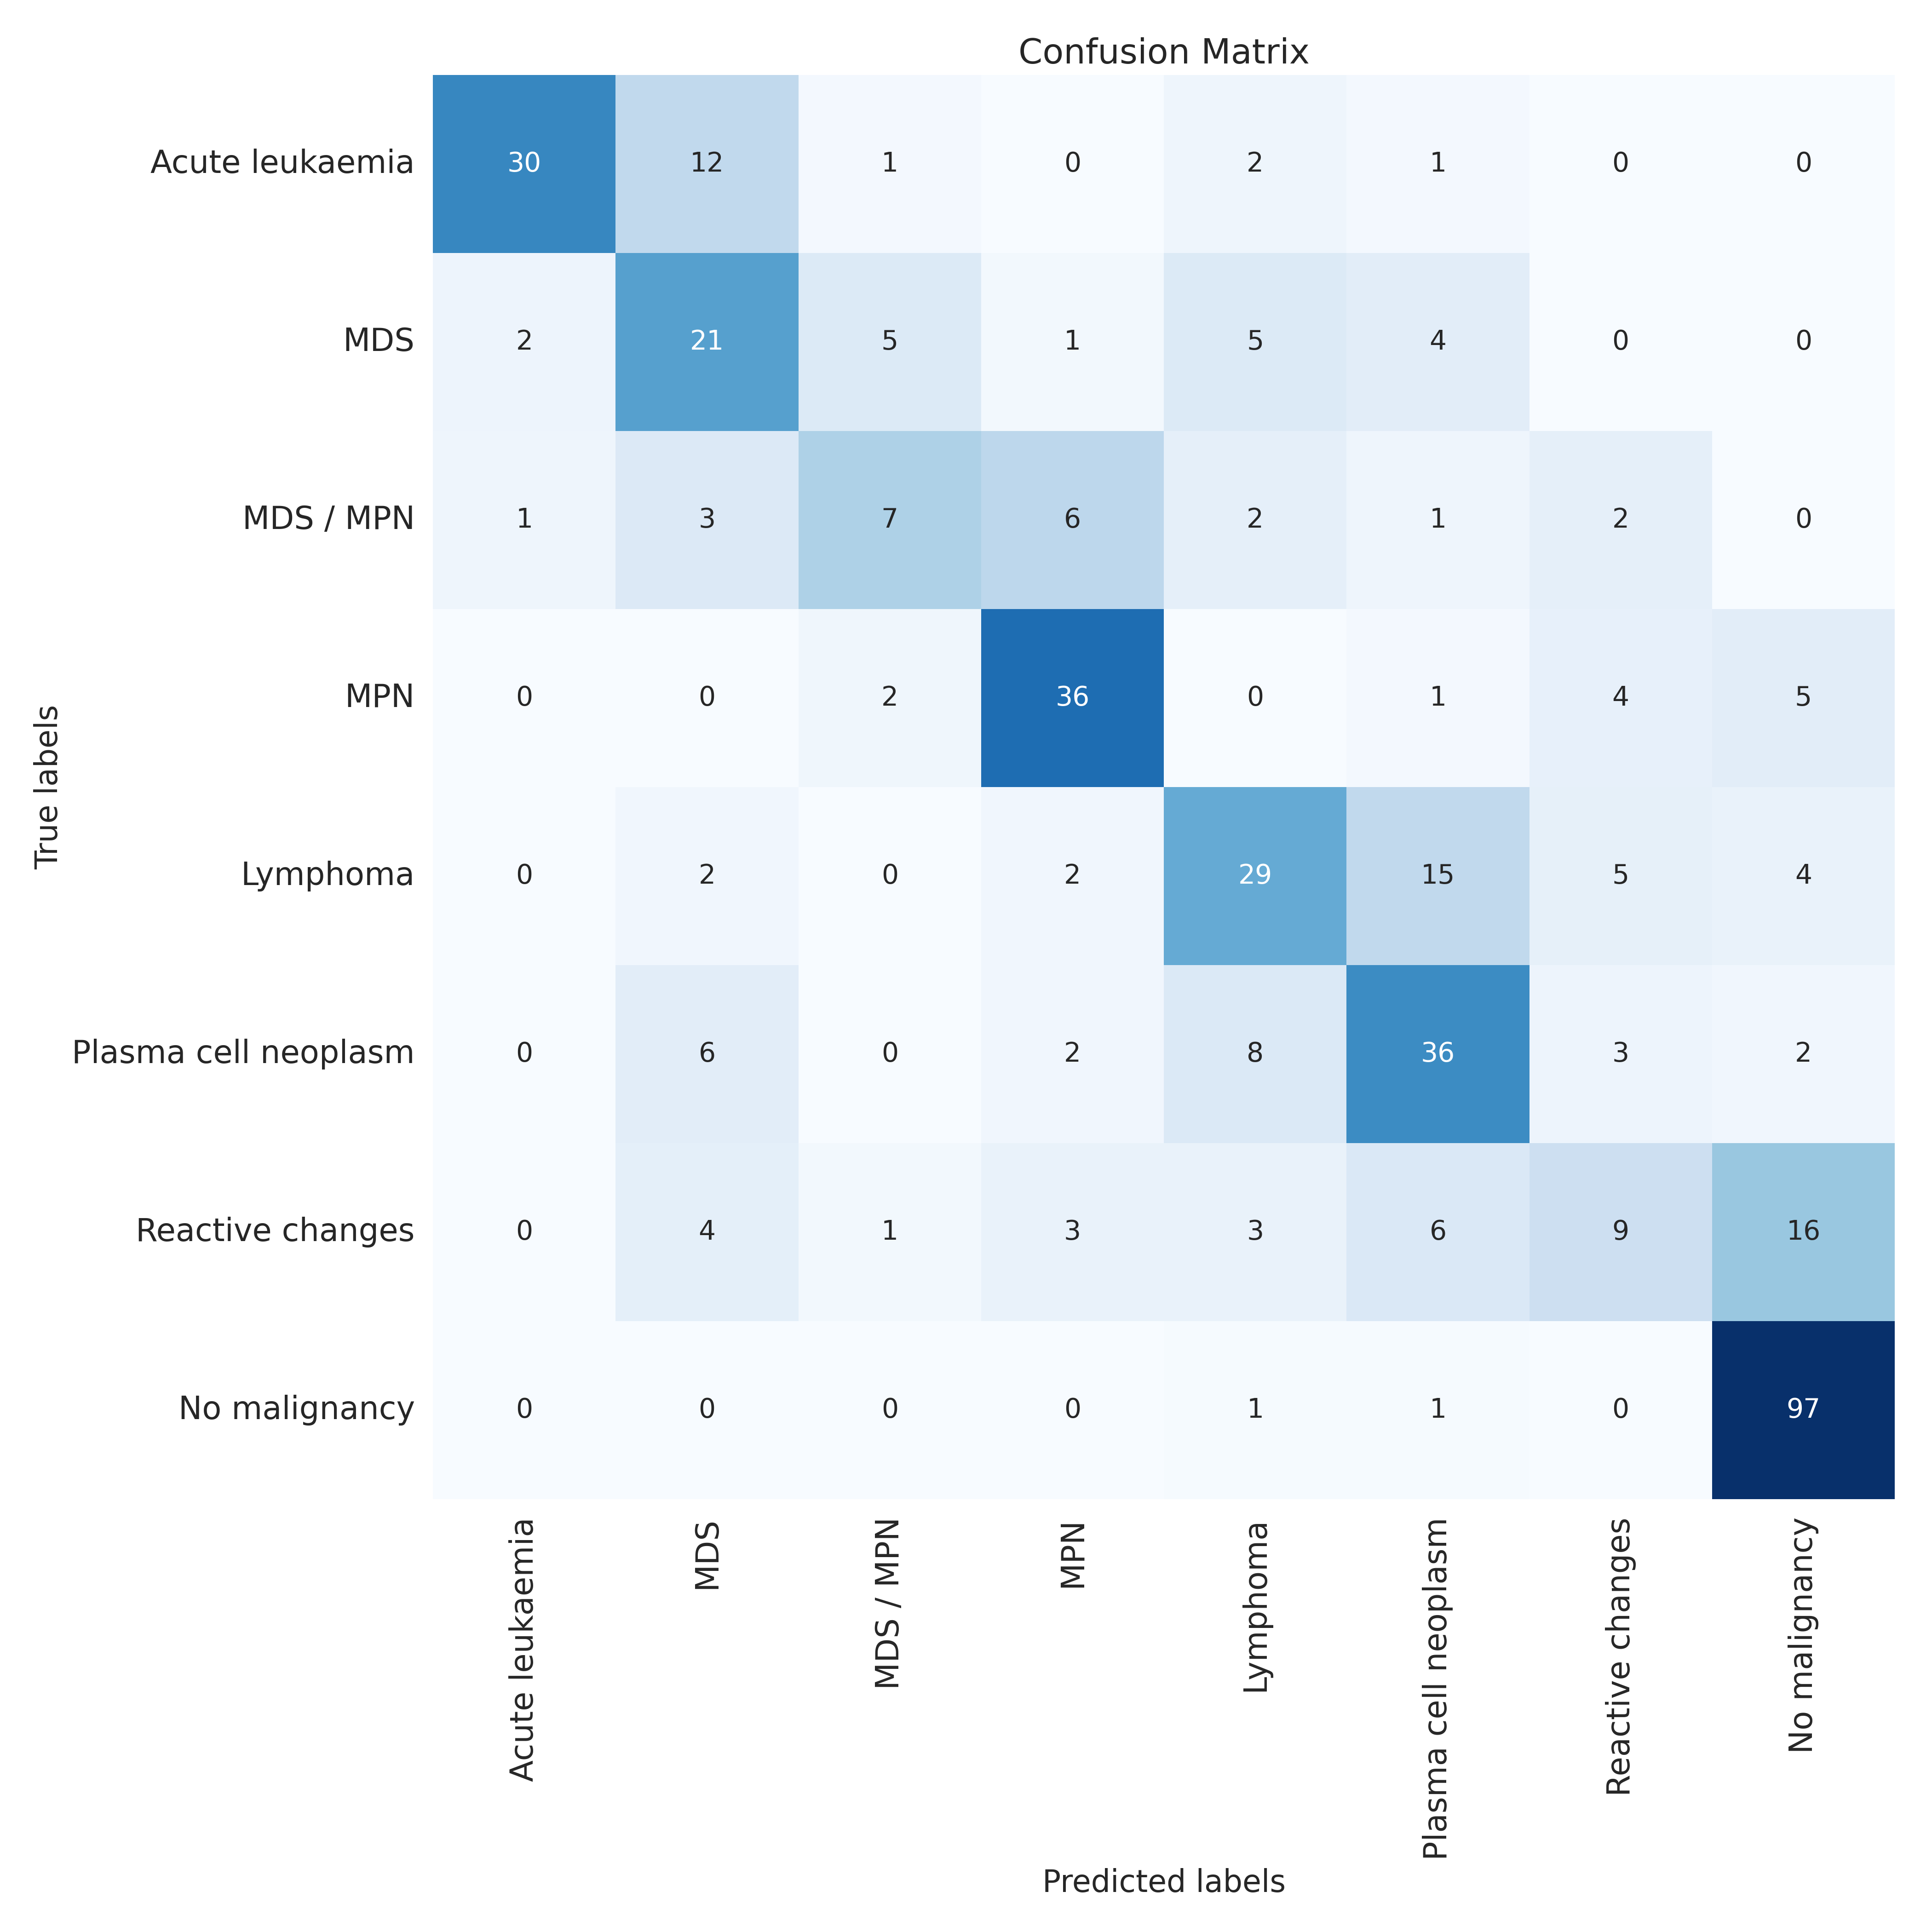 Confusion Matrix
True labels
Acute leukaemia 30 12 1 0 2 1 0 0
MDS 2 21 5 1 5 4 0 0
MDS / MPN 1 3 7 6 2 1 2 0
MPN 0 0 2 36 0 1 4 5
Lymphoma 0 2 0 2 29 15 5 4
Plasma cell neoplasm 0 6 0 2 8 36 3 2
Reactive changes 0 4 1 3 3 6 9 16
No malignancy 0 0 0 0 1 1 0 97
Acute leukaemia
MDS
MDS / MPN
MPN
Lymphoma
Plasma cell neoplasm
Reactive changes
No malignancy
Predicted labels